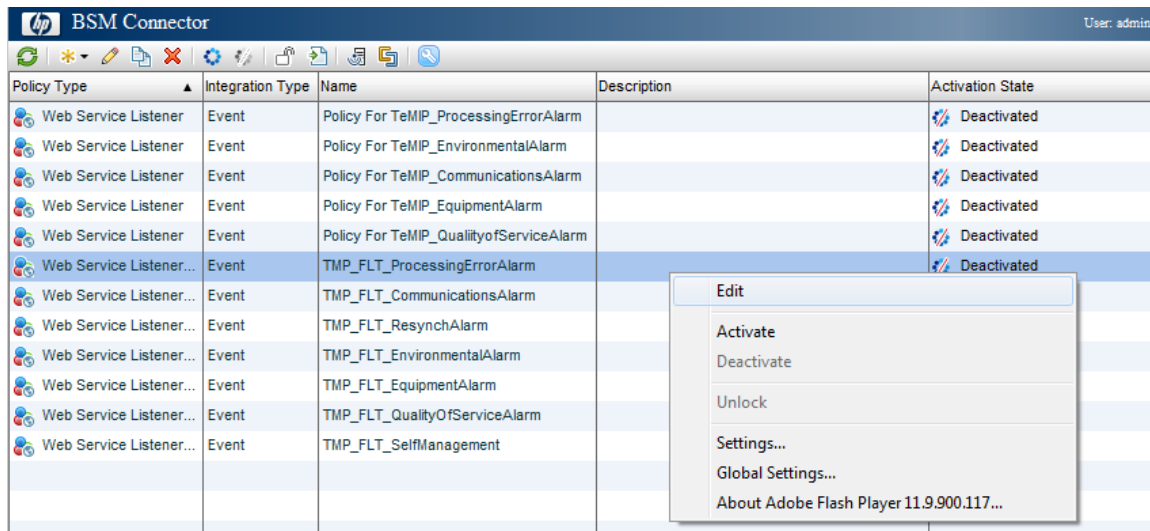 hp BSM Connector User: admin
Policy Type Integration Type Name Description Activation State
Web Service Listener Event Policy For TeMIP_ProcessingErrorAlarm Deactivated
Web Service Listener Event Policy For TeMIP_EnvironmentalAlarm Deactivated
Web Service Listener Event Policy For TeMIP_CommunicationsAlarm Deactivated
Web Service Listener Event Policy For TeMIP_EquipmentAlarm Deactivated
Web Service Listener Event Policy For TeMIP_QualiityofServiceAlarm Deactivated
Web Service Listener... Event TMP_FLT_ProcessingErrorAlarm Deactivated
Web Service Listener... Event TMP_FLT_CommunicationsAlarm
Web Service Listener... Event TMP_FLT_ResynchAlarm
Web Service Listener... Event TMP_FLT_EnvironmentalAlarm
Web Service Listener... Event TMP_FLT_EquipmentAlarm
Web Service Listener... Event TMP_FLT_QualityOfServiceAlarm
Web Service Listener... Event TMP_FLT_SelfManagement
Edit
Activate
Deactivate
Unlock
Settings...
Global Settings...
About Adobe Flash Player 11.9.900.117...